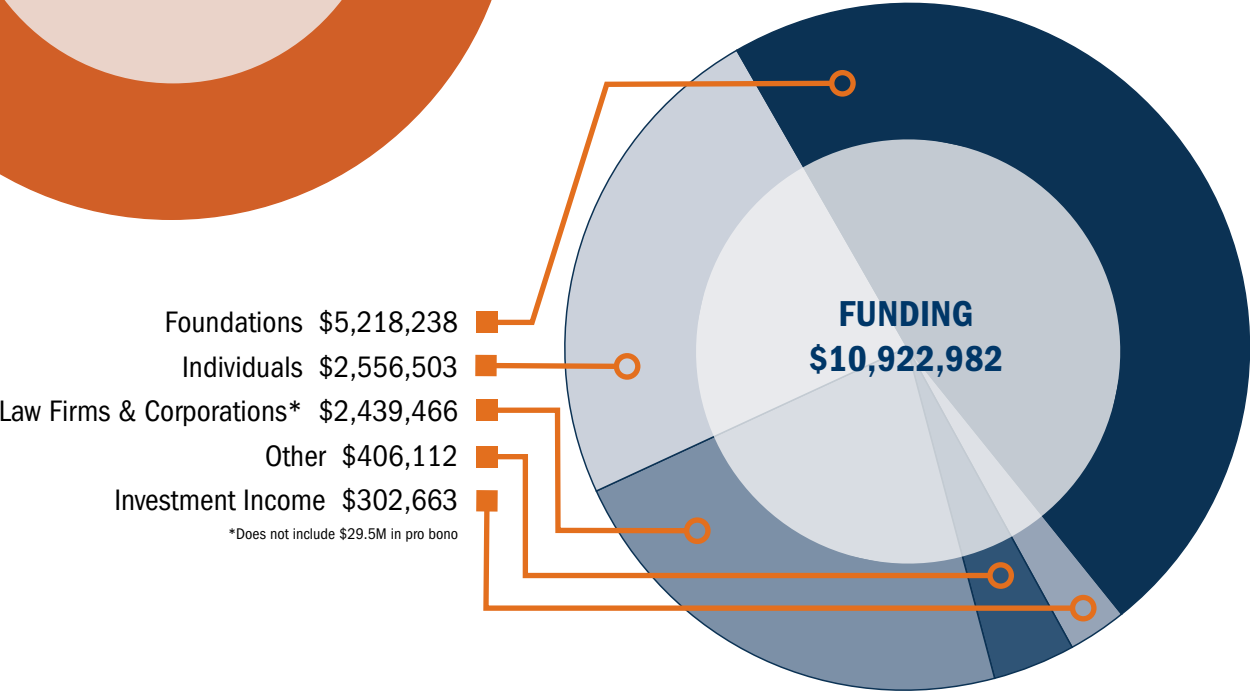 Foundations $5,218,238
Individuals $2,556,503
Law Firms & Corporations* $2,439,466
Other $406,112
Investment Income $302,663
*Does not include $29.5M in pro bono
FUNDING
$10,922,982